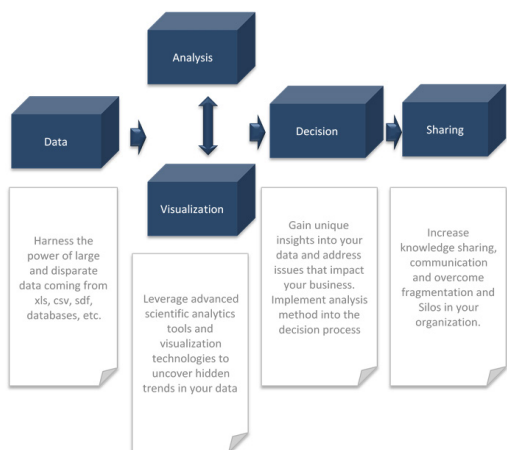 Analysis
Data
Decision
Sharing
Visualization
Harness the
power of large
and disparate
data coming from
xls, csv, sdf,
databases, etc.
Leverage advanced
scientific analytics
tools and
visualization
technologies to
uncover hidden
trends in your data
Gain unique
insights into your
data and address
issues that impact
your business.
Implement analysis
method into the
decision process
Increase
knowledge sharing,
communication
and overcome
fragmentation and
Silos in your
organization.